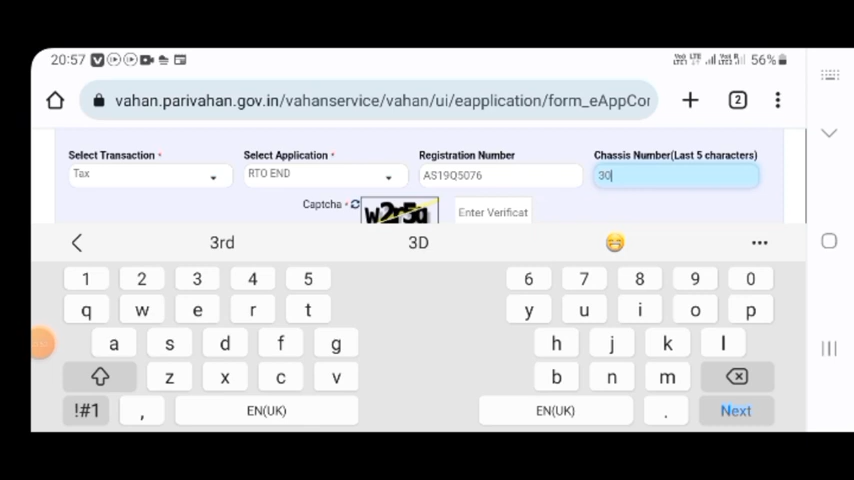 20:57 56%
vahan.parivahan.gov.in/vahanservice/vahan/ui/eapplication/form_eAppCor
2
Select Transaction * Select Application * Registration Number Chassis Number(Last 5 characters)
Tax RTO END AS19Q5076 30
Captcha * Enter Verificat
3rd 3D
1 2 3 4 5 6 7 8 9 0
q w e r t y u i o p
a s d f g h j k l
z x c v b n m
!#1 , EN(UK) EN(UK) . Next